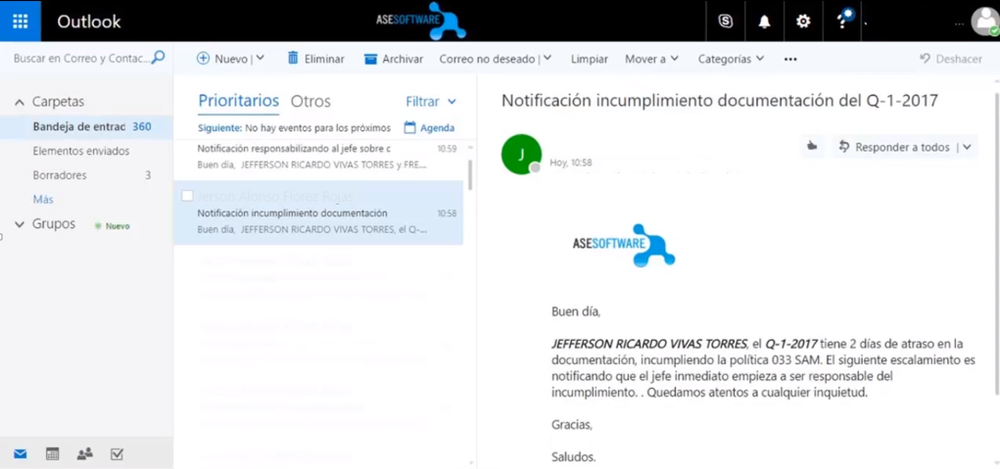 Outlook
ASESOFTWARE
Buscar en Correo y Contac...
Nuevo
Eliminar
Archivar
Correo no deseado
Limpiar
Mover a
Categorías
Deshacer
Carpetas
Bandeja de entrac 360
Elementos enviados
Borradores 3
Más
Grupos
Nuevo
Prioritarios Otros Filtrar
Siguiente: No hay eventos para los próximos Agenda
Notificación responsabilizando al jefe sobre c 10:59
Buen día, JEFFERSON RICARDO VIVAS TORRES y FRE...
Jerson Alonso Florez Rojas
Notificación incumplimiento documentación 10:58
Buen día, JEFFERSON RICARDO VIVAS TORRES, el Q-...
Notificación incumplimiento documentación del Q-1-2017
J
Hoy, 10:58
Responder a todos
ASESOFTWARE
Buen día,
JEFFERSON RICARDO VIVAS TORRES, el Q-1-2017 tiene 2 días de atraso en la
documentación, incumpliendo la política 033 SAM. El siguiente escalamiento es
notificando que el jefe inmediato empieza a ser responsable del
incumplimiento. . Quedamos atentos a cualquier inquietud.
Gracias,
Saludos.